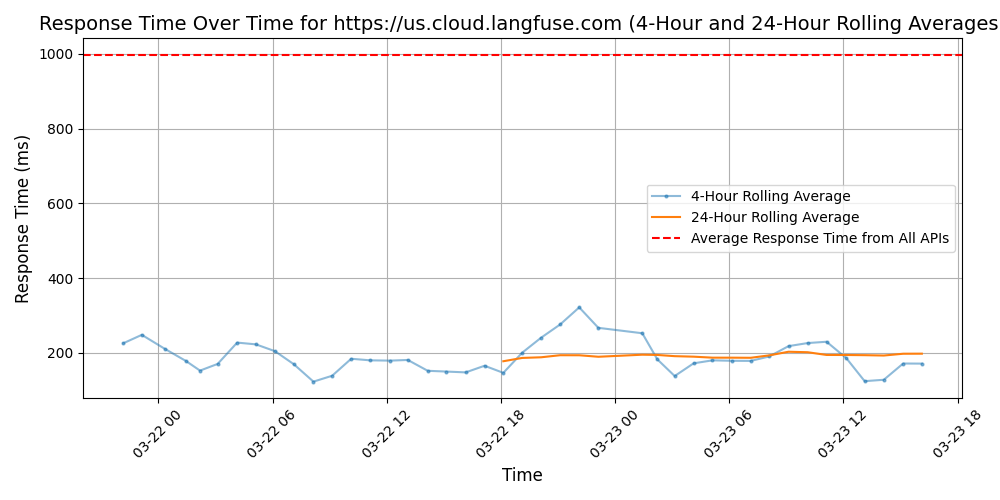 Response Time Over Time for https://us.cloud.langfuse.com (4-Hour and 24-Hour Rolling Averages
1000
800
600
400
200
Response Time (ms)
4-Hour Rolling Average
24-Hour Rolling Average
Average Response Time from All APIs
03-22 00
03-22 06
03-22 12
03-22 18
03-23 00
03-23 06
03-23 12
03-23 18
Time